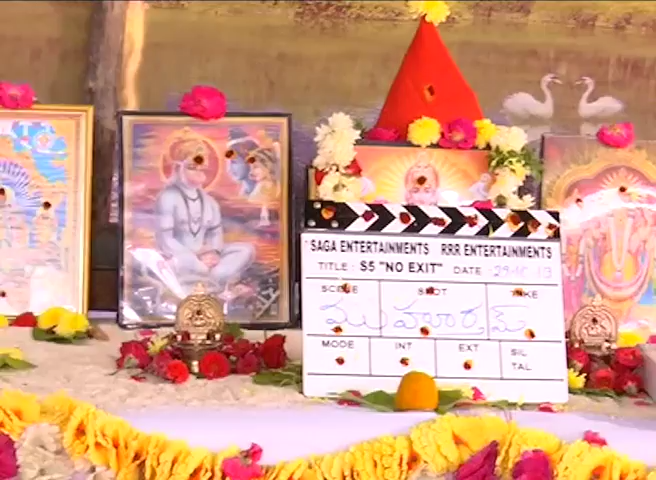 SAGA ENTERTAINMENTS RRR ENTERTAINMENTS
TITLE : S5 "NO EXIT" DATE : 29-10-13
SCENE SHOT TAKE
ముహూర్తమ్
MODE INT EXT SIL
TAL